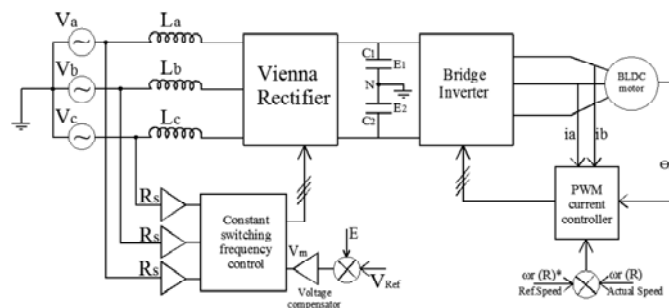 Va
La
Vb
Lb
Vc
Lc
Vienna
Rectifier
C1
E1
N
E2
C2
Bridge
Inverter
BLDC
motor
ia
ib
Θ
Rs
Rs
Rs
Constant
switching
frequency
control
Vm
E
VRef
Voltage
compensator
PWM
current
controller
ωr (R)*
Ref.Speed
ωr (R)
Actual Speed